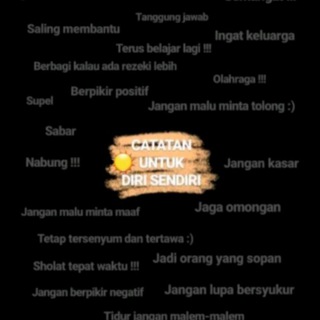 Tanggung jawab
Saling membantu
Ingat keluarga
Terus belajar lagi !!!
Berbagi kalau ada rezeki lebih
Olahraga !!!
Berpikir positif
Supel
Jangan malu minta tolong :)
Sabar
CATATAN
UNTUK
DIRI SENDIRI
Nabung !!!
Jangan kasar
Jangan malu minta maaf
Jaga omongan
Tetap tersenyum dan tertawa :)
Jadi orang yang sopan
Sholat tepat waktu !!!
Jangan berpikir negatif
Jangan lupa bersyukur
Tidur jangan malem-malem